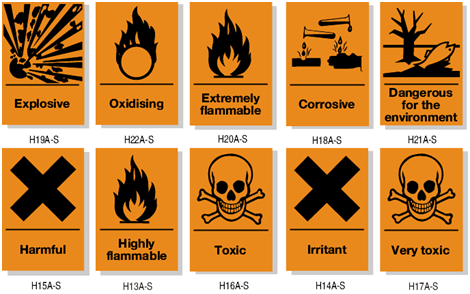 Explosive
Oxidising
Extremely
flammable
Corrosive
Dangerous
for the
environment
H19A-S
H22A-S
H20A-S
H18A-S
H21A-S
Harmful
Highly
flammable
Toxic
Irritant
Very toxic
H15A-S
H13A-S
H16A-S
H14A-S
H17A-S